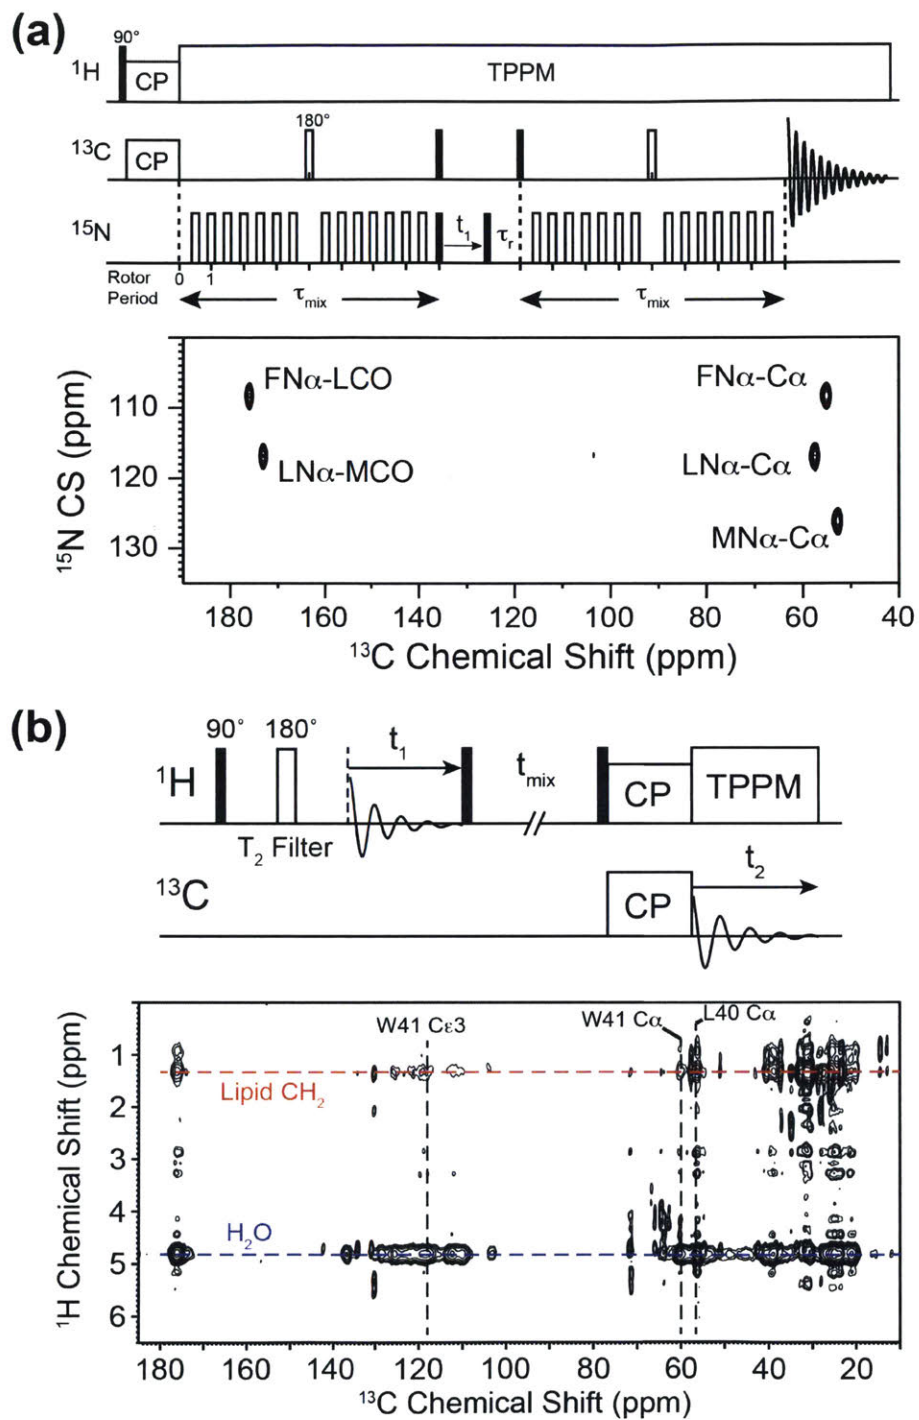 (a)
90°
¹H
CP
TPPM
180°
¹³C
CP
¹⁵N
t₁
τᵣ
Rotor
Period
0 1
τmix
τmix
¹⁵N CS (ppm)
FNα-LCO
FNα-Cα
110
LNα-MCO
LNα-Cα
120
MNα-Cα
130
180 160 140 120 100 80 60 40
¹³C Chemical Shift (ppm)
(b)
90° 180°
t₁
¹H
tmix
CP
TPPM
T₂ Filter
t₂
¹³C
CP
W41 Cε3
W41 Cα
L40 Cα
¹H Chemical Shift (ppm)
1
Lipid CH₂
2
3
4
H₂O
5
6
180 160 140 120 100 80 60 40 20
¹³C Chemical Shift (ppm)